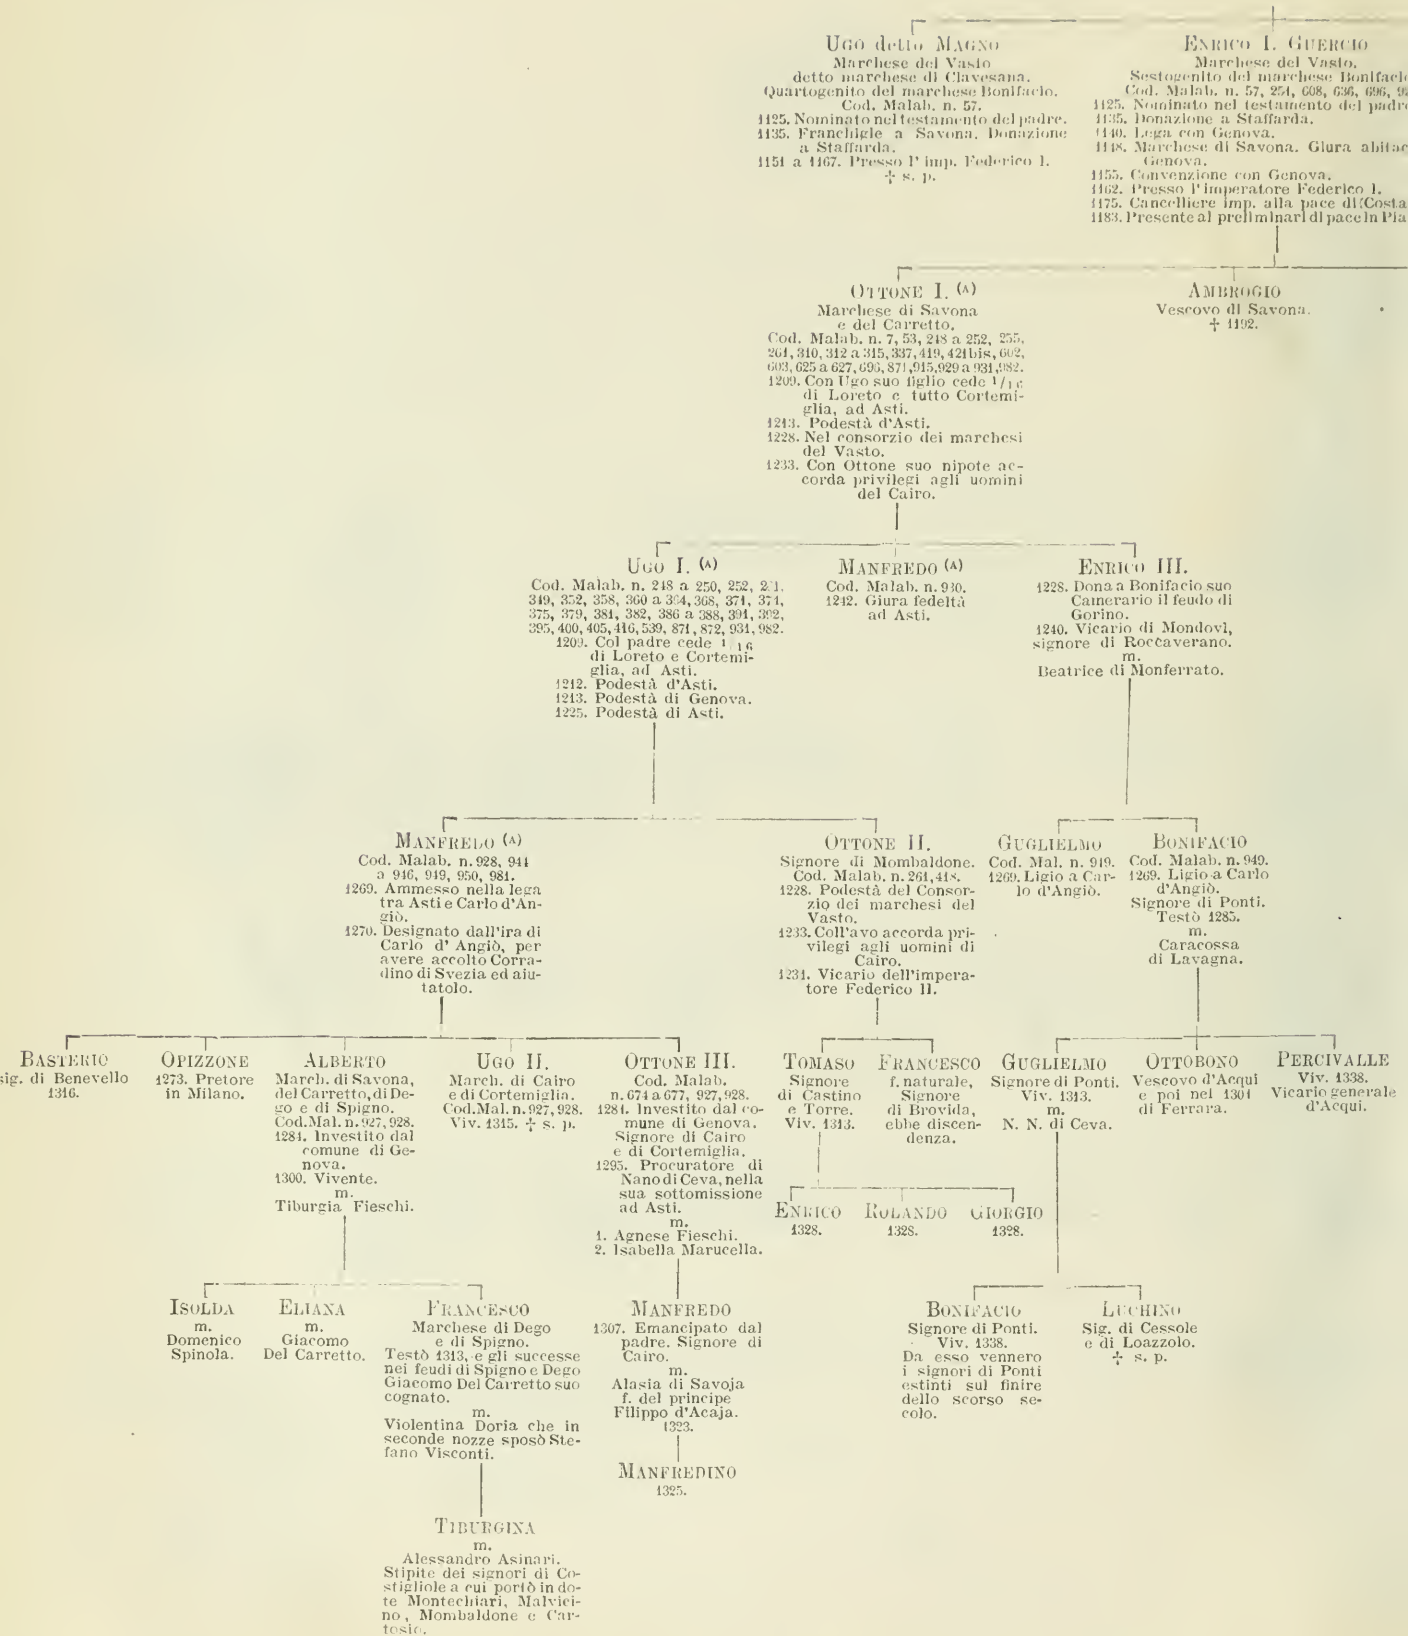 UGO detto MAGNO
Marchese del Vasto
detto marchese di Clavesana.
Quartogenito del marchese Bonifacio.
Cod. Malab. n. 57.
1125. Nominato nel testamento del padre.
1135. Franchigie a Savona. Donazione
a Staffarda.
1151 a 1167. Presso l' imp. Federico I.
✝ s. p.
ENRICO I. GUERCIO
Marchese del Vasto.
Sestogenito del marchese Bonifacio
Cod. Malab. n. 57, 251, 608, 636, 696,
1125. Nominato nel testamento del padre
1135. Donazione a Staffarda.
1140. Lega con Genova.
1148. Marchese di Savona. Giura abitac
Genova.
1155. Convenzione con Genova.
1162. Presso l'imperatore Federico I.
1175. Cancelliere imp. alla pace di Costa
1183. Presente ai preliminari di pace in Pia
OTTONE I. (A)
Marchese di Savona
e del Carretto.
Cod. Malab. n. 7, 53, 248 a 252, 255,
261, 310, 312 a 315, 337, 419, 421 bis, 602,
603, 625 a 627, 696, 871, 915, 929 a 931, 982.
1209. Con Ugo suo figlio cede 1/16
di Loreto e tutto Cortemi-
glia, ad Asti.
1213. Podestà d'Asti.
1228. Nel consorzio dei marchesi
del Vasto.
1233. Con Ottone suo nipote ac-
corda privilegi agli uomini
del Cairo.
AMBROGIO
Vescovo di Savona.
✝ 1192.
UGO I. (A)
Cod. Malab. n. 248 a 250, 252,
349, 352, 358, 360 a 364, 368, 371, 374,
375, 379, 381, 382, 386 a 388, 391, 392,
395, 400, 405, 416, 539, 871, 872, 931, 982.
1209. Col padre cede 1/16
di Loreto e Cortemi-
glia, ad Asti.
1212. Podestà d'Asti.
1213. Podestà di Genova.
1225. Podestà di Asti.
MANFREDO (A)
Cod. Malab. n. 930.
1242. Giura fedeltà
ad Asti.
ENRICO III.
1228. Dona a Bonifacio suo
Camerario il feudo di
Gorino.
1240. Vicario di Mondovì,
signore di Roccaverano.
m.
Beatrice di Monferrato.
MANFREDO (A)
Cod. Malab. n. 928, 944
a 946, 949, 950, 981.
1269. Ammesso nella lega
tra Asti e Carlo d'An-
giò.
1270. Designato dall'ira di
Carlo d' Angiò, per
avere accolto Corra-
dino di Svezia ed aiu-
tatolo.
OTTONE II.
Signore di Mombaldone.
Cod. Malab. n. 261, 418.
1228. Podestà del Consor-
zio dei marchesi del
Vasto.
1233. Coll'avo accorda pri-
vilegi agli uomini di
Cairo.
1231. Vicario dell'impera-
tore Federico II.
GUGLIELMO
Cod. Mal. n. 919.
1269. Ligio a Car-
lo d'Angiò.
BONIFACIO
Cod. Malab. n. 949.
1269. Ligio a Carlo
d'Angiò.
Signore di Ponti.
Testò 1285.
m.
Caracossa
di Lavagna.
BASTERIO
sig. di Benevello
1316.
OPIZZONE
1273. Pretore
in Milano.
ALBERTO
March. di Savona,
del Carretto, di De-
go e di Spigno.
Cod. Mal. n. 927, 928.
1281. Investito dal
comune di Ge-
nova.
1300. Vivente.
m.
Tiburgia Fieschi.
UGO II.
March. di Cairo
e di Cortemiglia.
Cod. Mal. n. 927, 928.
Viv. 1315. ✝ s. p.
OTTONE III.
Cod. Malab.
n. 674 a 677, 927, 928.
1281. Investito dal co-
mune di Genova.
Signore di Cairo
e di Cortemiglia.
1295. Procuratore di
Nano di Ceva, nella
sua sottomissione
ad Asti.
m.
1. Agnese Fieschi.
2. Isabella Marucella.
TOMASO
Signore
di Castino
e Torre.
Viv. 1313.
FRANCESCO
f. naturale,
Signore
di Brovida,
ebbe discen-
denza.
GUGLIELMO
Signore di Ponti.
Viv. 1313.
m.
N. N. di Ceva.
OTTOBONO
Vescovo d'Acqui
e poi nel 1304
di Ferrara.
PERCIVALLE
Viv. 1338.
Vicario generale
d'Acqui.
ENRICO
1328.
ROLANDO
1328.
GIORGIO
1328.
ISOLDA
m.
Domenico
Spinola.
ELIANA
m.
Giacomo
Del Carretto.
FRANCESCO
Marchese di Dego
e di Spigno.
Testò 1313, e gli successe
nei feudi di Spigno e Dego
Giacomo Del Carretto suo
cognato.
m.
Violentina Doria che in
seconde nozze sposò Ste-
fano Visconti.
MANFREDO
1307. Emancipato dal
padre. Signore di
Cairo.
m.
Alasia di Savoja
f. del principe
Filippo d'Acaja.
1323.
BONIFACIO
Signore di Ponti.
Viv. 1338.
Da esso vennero
i signori di Ponti
estinti sul finire
dello scorso se-
colo.
LUCHINO
Sig. di Cessole
e di Loazzolo.
✝ s. p.
MANFREDINO
1325.
TIBURGINA
m.
Alessandro Asinari.
Stipite dei signori di Co-
stigliole a cui portò in do-
te Montechiari, Malvici-
no, Mombaldone e Car-
tosio.